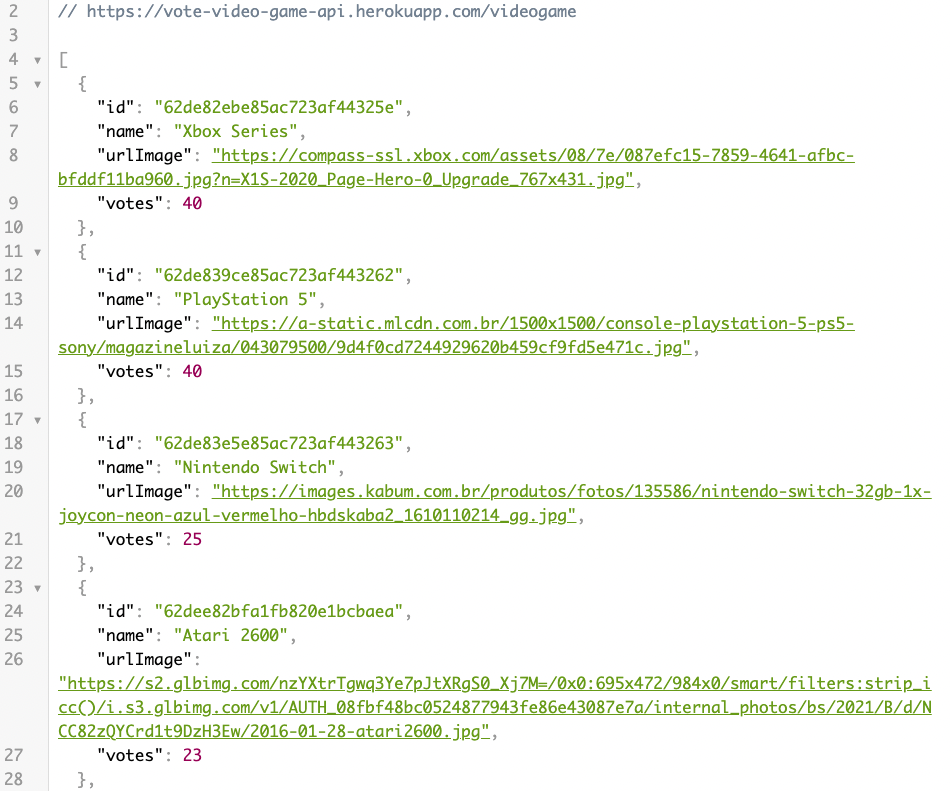 2 // https://vote-video-game-api.herokuapp.com/videogame
3
4 [
5 {
6 "id": "62de82ebe85ac723af44325e",
7 "name": "Xbox Series",
8 "urlImage": "https://compass-ssl.xbox.com/assets/08/7e/087efc15-7859-4641-afbc-
bfddf11ba960.jpg?n=X1S-2020_Page-Hero-0_Upgrade_767x431.jpg",
9 "votes": 40
10 },
11 {
12 "id": "62de839ce85ac723af443262",
13 "name": "PlayStation 5",
14 "urlImage": "https://a-static.mlcdn.com.br/1500x1500/console-playstation-5-ps5-
sony/magazineluiza/043079500/9d4f0cd7244929620b459cf9fd5e471c.jpg",
15 "votes": 40
16 },
17 {
18 "id": "62de83e5e85ac723af443263",
19 "name": "Nintendo Switch",
20 "urlImage": "https://images.kabum.com.br/produtos/fotos/135586/nintendo-switch-32gb-1x-
joycon-neon-azul-vermelho-hbdskaba2_1610110214_gg.jpg",
21 "votes": 25
22 },
23 {
24 "id": "62dee82bfa1fb820e1bcbaea",
25 "name": "Atari 2600",
26 "urlImage":
"https://s2.glbimg.com/nzYXtrTgwq3Ye7pJtXRgS0_Xj7M=/0x0:695x472/984x0/smart/filters:strip_i
cc()/i.s3.glbimg.com/v1/AUTH_08fbf48bc0524877943fe86e43087e7a/internal_photos/bs/2021/B/d/N
CC82zQYCrd1t9DzH3Ew/2016-01-28-atari2600.jpg",
27 "votes": 23
28 },